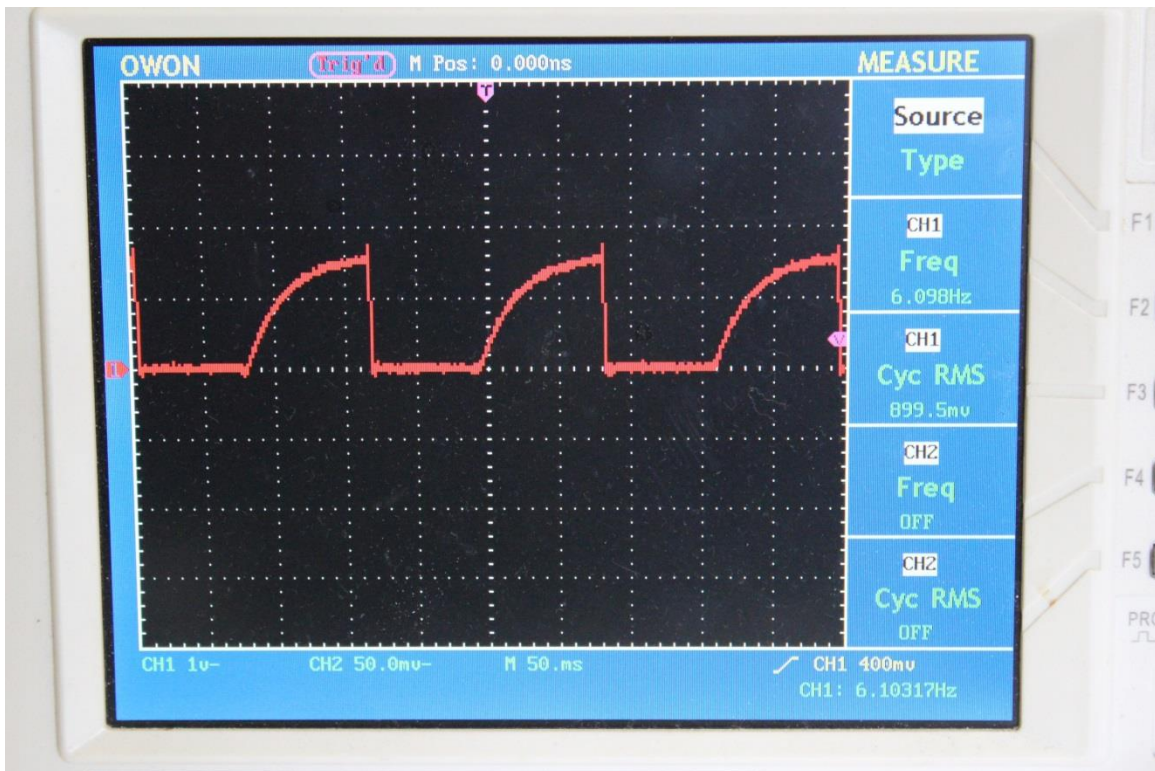 OWON Trig'd M Pos: 0.000ns MEASURE
T
Source
Type
CH1
Freq
6.098Hz
CH1
Cyc RMS
899.5mv
CH2
Freq
OFF
CH2
Cyc RMS
OFF
1
V
CH1 1v- CH2 50.0mv- M 50.ms CH1 400mv
CH1: 6.10317Hz
F1
F2
F3
F4
F5